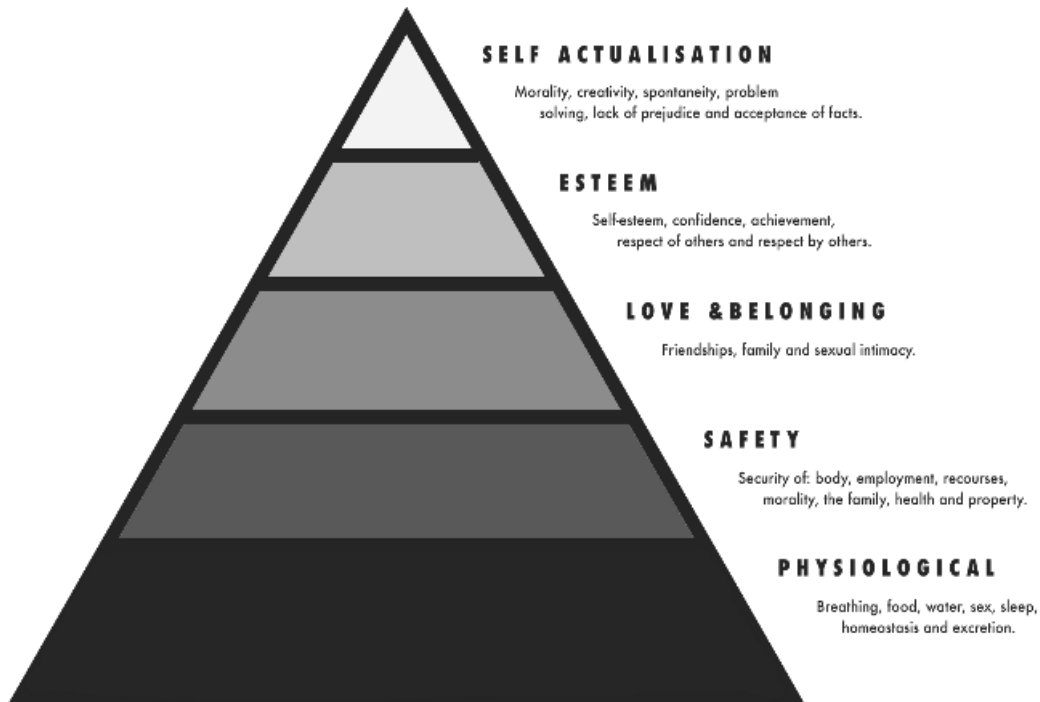 SELF ACTUALISATION
Morality, creativity, spontaneity, problem
solving, lack of prejudice and acceptance of facts.
ESTEEM
Self-esteem, confidence, achievement,
respect of others and respect by others.
LOVE &BELONGING
Friendships, family and sexual intimacy.
SAFETY
Security of: body, employment, recourses,
morality, the family, health and property.
PHYSIOLOGICAL
Breathing, food, water, sex, sleep,
homeostasis and excretion.